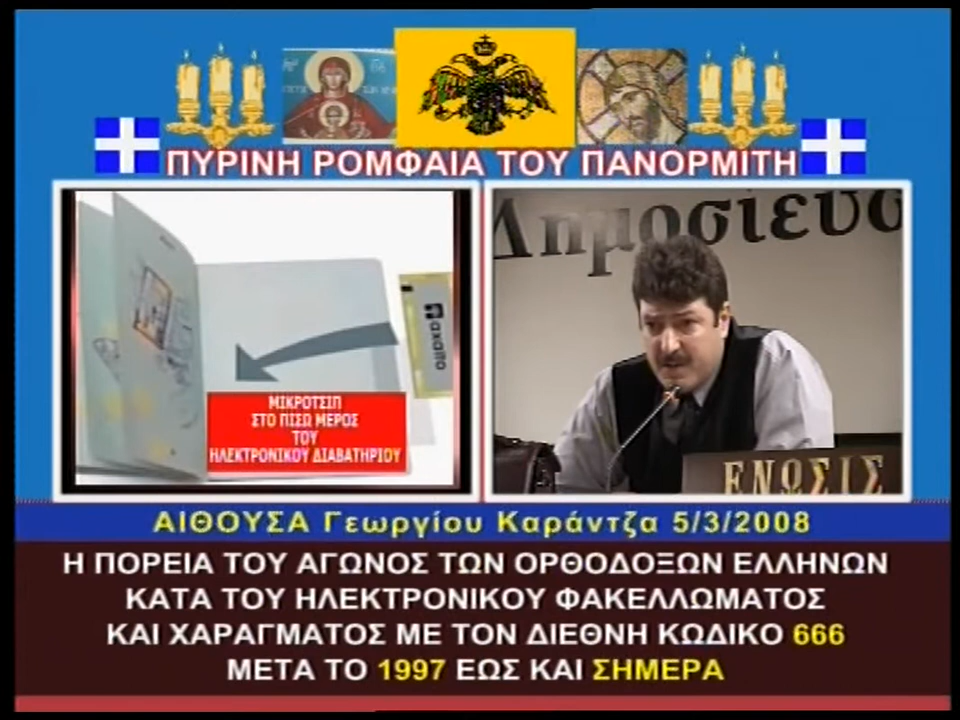 ΠΥΡΙΝΗ ΡΟΜΦΑΙΑ ΤΟΥ ΠΑΝΟΡΜΙΤΗ
axalto
ΜΙΚΡΟΤΣΙΠ
ΣΤΟ ΠΙΣΩ ΜΕΡΟΣ
ΤΟΥ
ΗΛΕΚΤΡΟΝΙΚΟΥ ΔΙΑΒΑΤΗΡΙΟΥ
Δημοσιευσ
ΕΝΩΣΙΣ
ΑΙΘΟΥΣΑ Γεωργίου Καράντζα 5/3/2008
Η ΠΟΡΕΙΑ ΤΟΥ ΑΓΩΝΟΣ ΤΩΝ ΟΡΘΟΔΟΞΩΝ ΕΛΛΗΝΩΝ
ΚΑΤΑ ΤΟΥ ΗΛΕΚΤΡΟΝΙΚΟΥ ΦΑΚΕΛΛΩΜΑΤΟΣ
ΚΑΙ ΧΑΡΑΓΜΑΤΟΣ ΜΕ ΤΟΝ ΔΙΕΘΝΗ ΚΩΔΙΚΟ 666
ΜΕΤΑ ΤΟ 1997 ΕΩΣ ΚΑΙ ΣΗΜΕΡΑ